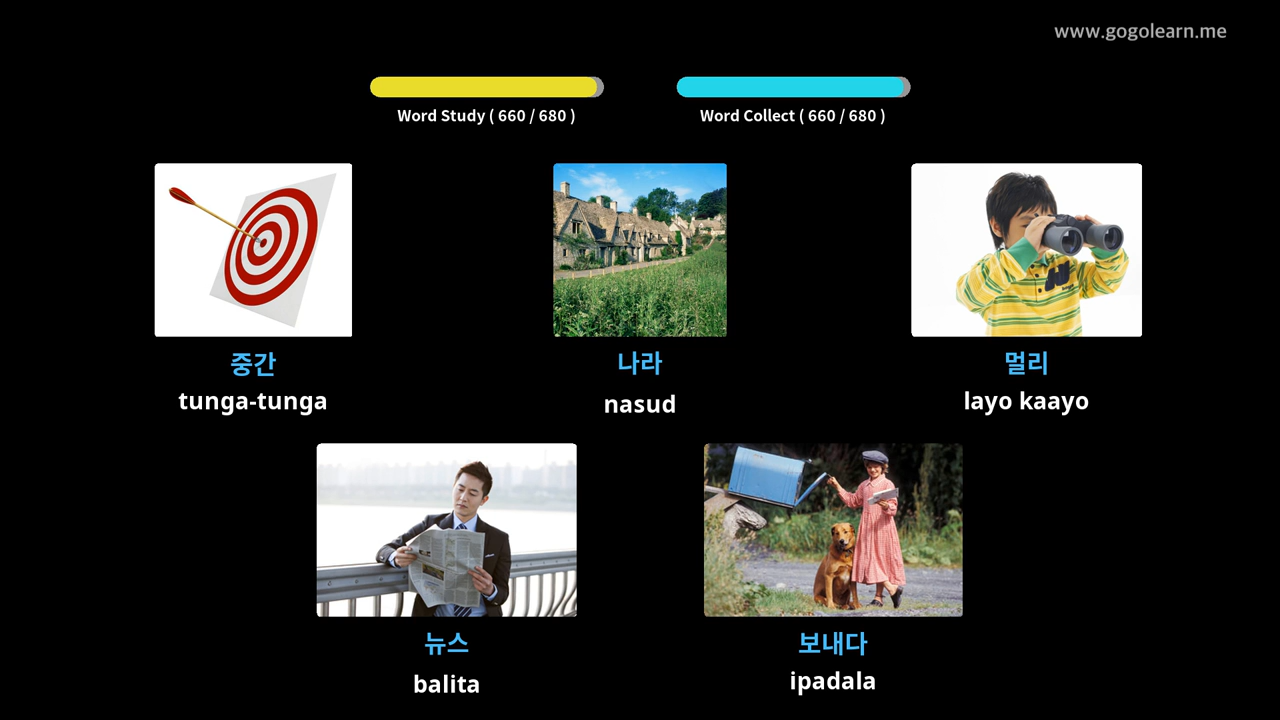 www.gogolearn.me
Word Study ( 660 / 680 )
Word Collect ( 660 / 680 )
중간
tunga-tunga
나라
nasud
멀리
layo kaayo
뉴스
balita
보내다
ipadala